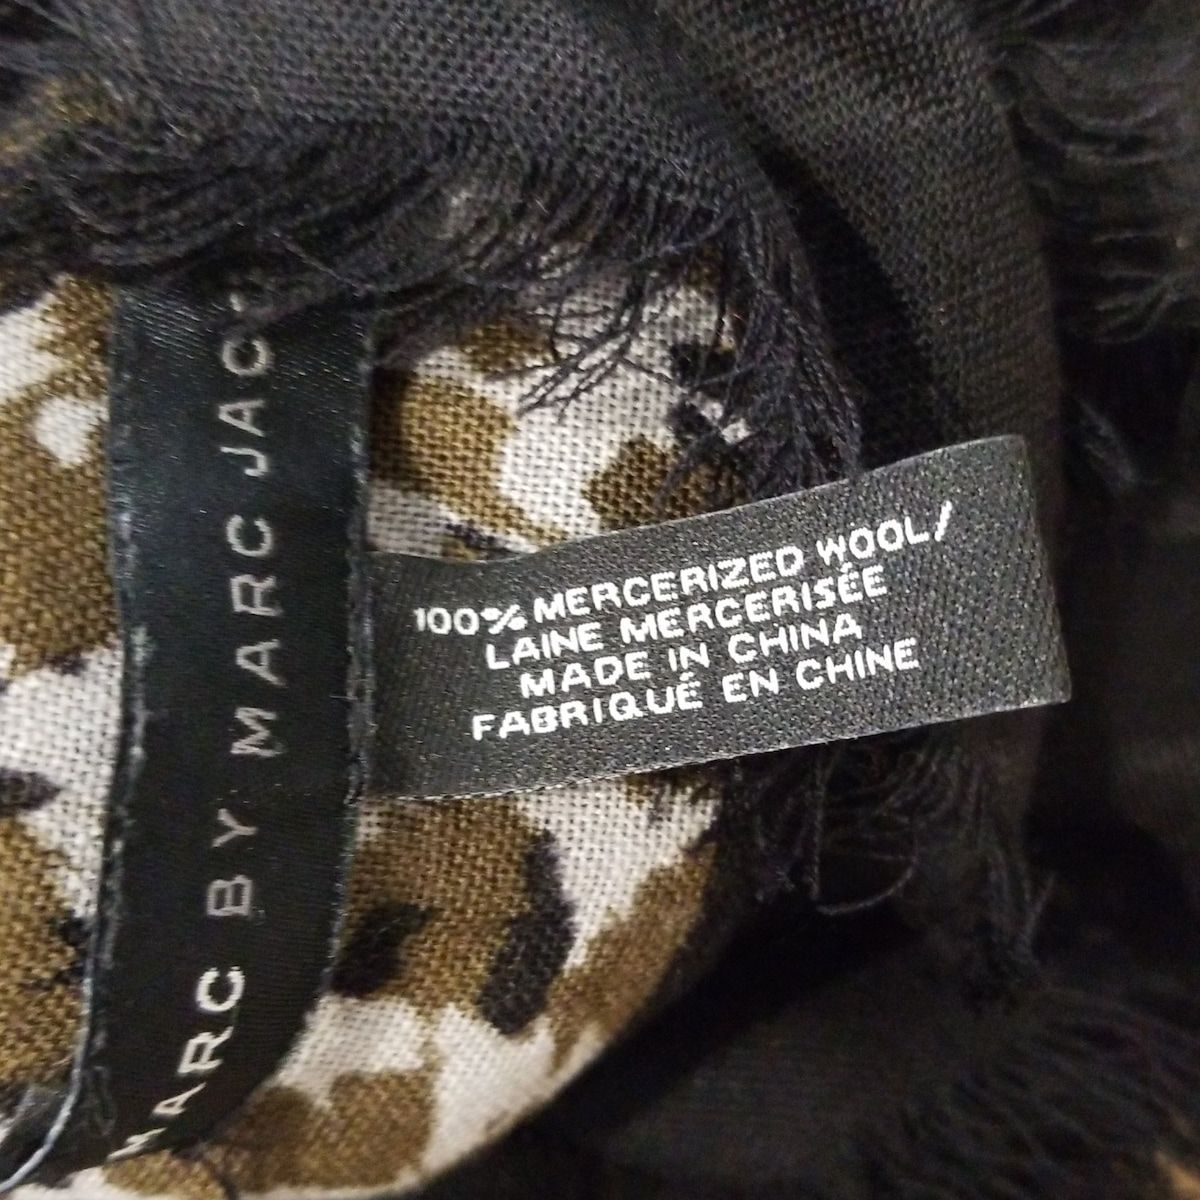 MARC BY MARC JAC
100% MERCERIZED WOOL/
LAINE MERCERISÉE
MADE IN CHINA
FABRIQUÉ EN CHINE